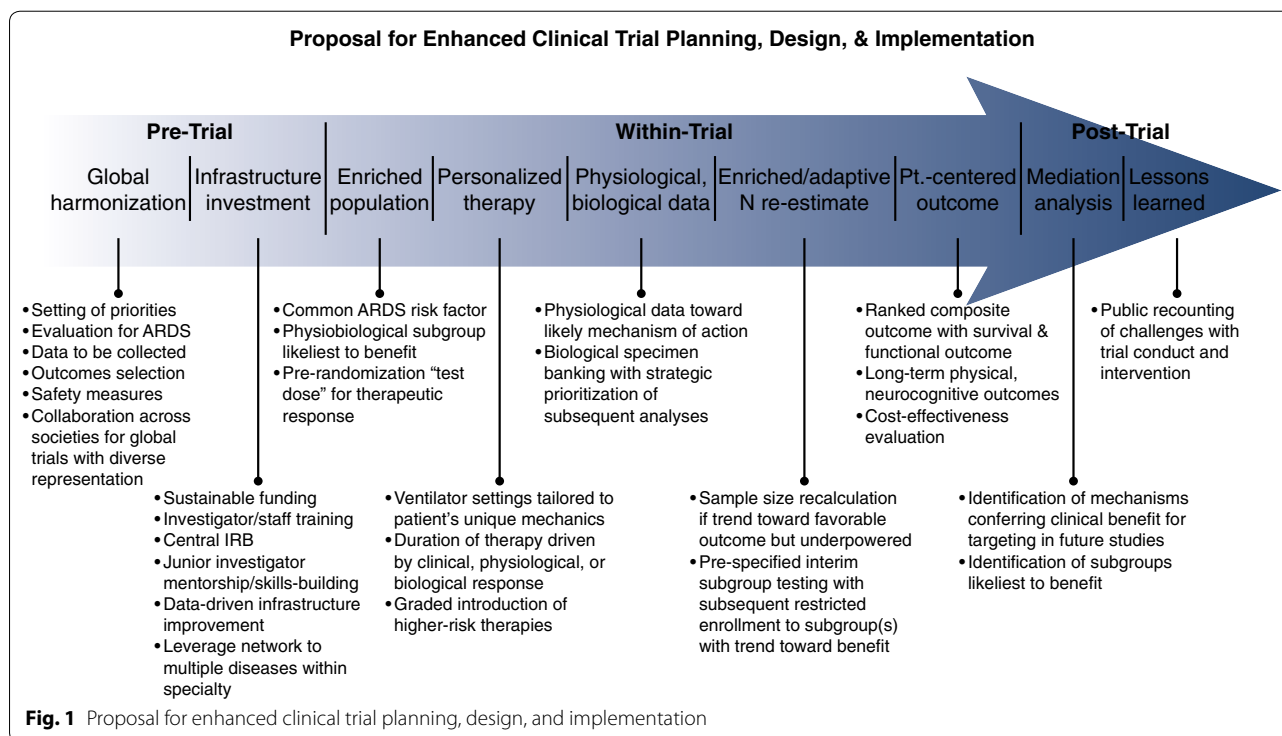 Proposal for Enhanced Clinical Trial Planning, Design, & Implementation
Pre-Trial
Within-Trial
Post-Trial
Global
harmonization
Infrastructure
investment
Enriched
population
Personalized
therapy
Physiological,
biological data
Enriched/adaptive
N re-estimate
Pt.-centered
outcome
Mediation
analysis
Lessons
learned
•Setting of priorities
•Evaluation for ARDS
•Data to be collected
•Outcomes selection
•Safety measures
•Collaboration across
societies for global
trials with diverse
representation
•Common ARDS risk factor
•Physiobiological subgroup
likeliest to benefit
•Pre-randomization “test
dose” for therapeutic
response
•Physiological data toward
likely mechanism of action
•Biological specimen
banking with strategic
prioritization of
subsequent analyses
•Ranked composite
outcome with survival &
functional outcome
•Long-term physical,
neurocognitive outcomes
•Cost-effectiveness
evaluation
•Public recounting
of challenges with
trial conduct and
intervention
•Sustainable funding
•Investigator/staff training
•Central IRB
•Junior investigator
mentorship/skills-building
•Data-driven infrastructure
improvement
•Leverage network to
multiple diseases within
specialty
•Ventilator settings tailored to
patient’s unique mechanics
•Duration of therapy driven
by clinical, physiological, or
biological response
•Graded introduction of
higher-risk therapies
•Sample size recalculation
if trend toward favorable
outcome but underpowered
•Pre-specified interim
subgroup testing with
subsequent restricted
enrollment to subgroup(s)
with trend toward benefit
•Identification of mechanisms
conferring clinical benefit for
targeting in future studies
•Identification of subgroups
likeliest to benefit
Fig. 1 Proposal for enhanced clinical trial planning, design, and implementation